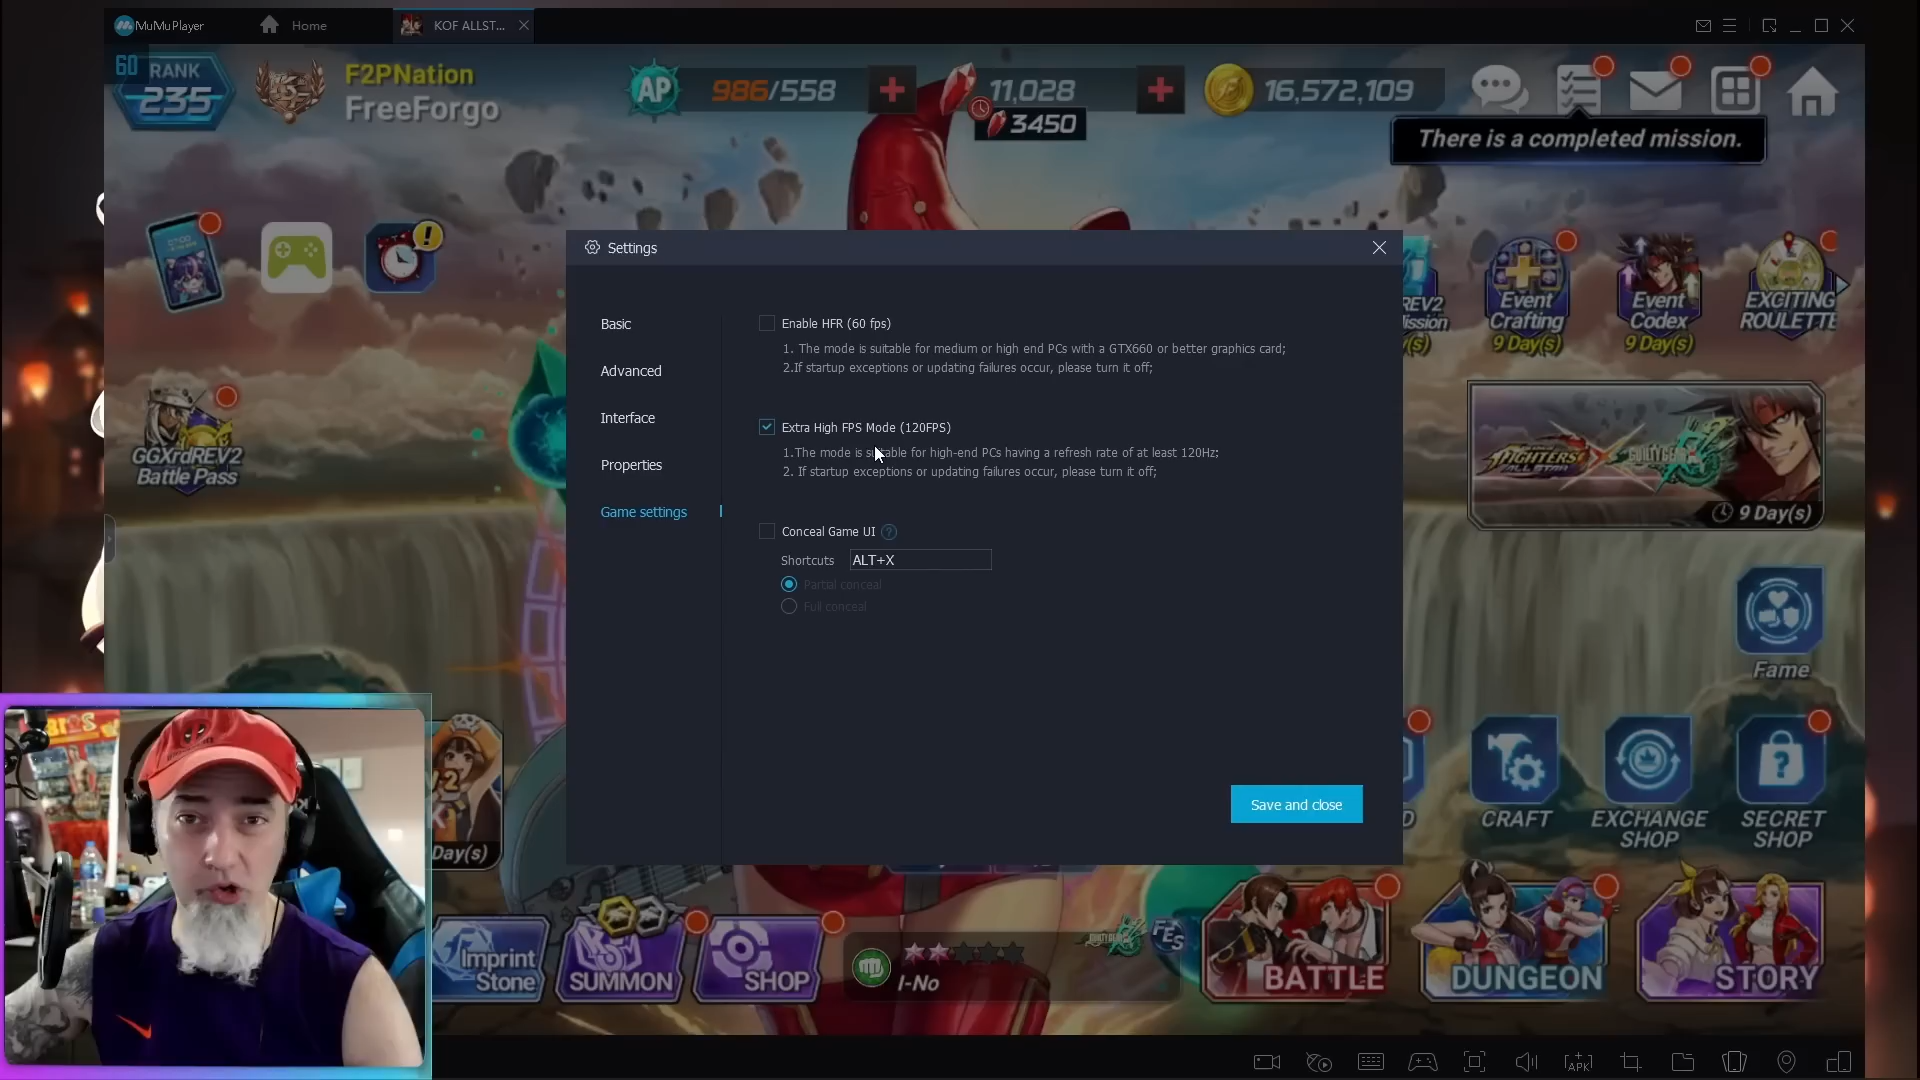 MuMuPlayer
Home
KOF ALLST...
60
RANK
235
F2PNation
FreeForgo
AP
986/558
11,028
3450
16,572,109
There is a completed mission.
Settings
Basic
Advanced
Interface
Properties
Game settings
Enable HFR (60 fps)
1. The mode is suitable for medium or high end PCs with a GTX660 or better graphics card;
2.If startup exceptions or updating failures occur, please turn it off;
Extra High FPS Mode (120FPS)
1.The mode is suitable for high-end PCs having a refresh rate of at least 120Hz;
2. If startup exceptions or updating failures occur, please turn it off;
Conceal Game UI ?
Shortcuts ALT+X
Partial conceal
Full conceal
Save and close
GGXrdREV2
Battle Pass
REV2
Event
Crafting
9 Day(s)
Event
Codex
9 Day(s)
EXCITING
ROULETTE
FIGHTERS
ALL STAR
9 Day(s)
Fame
CRAFT
EXCHANGE
SHOP
SECRET
SHOP
Day(s)
Imprint
Stone
SUMMON
SHOP
I-No
FES
BATTLE
DUNGEON
STORY
APK